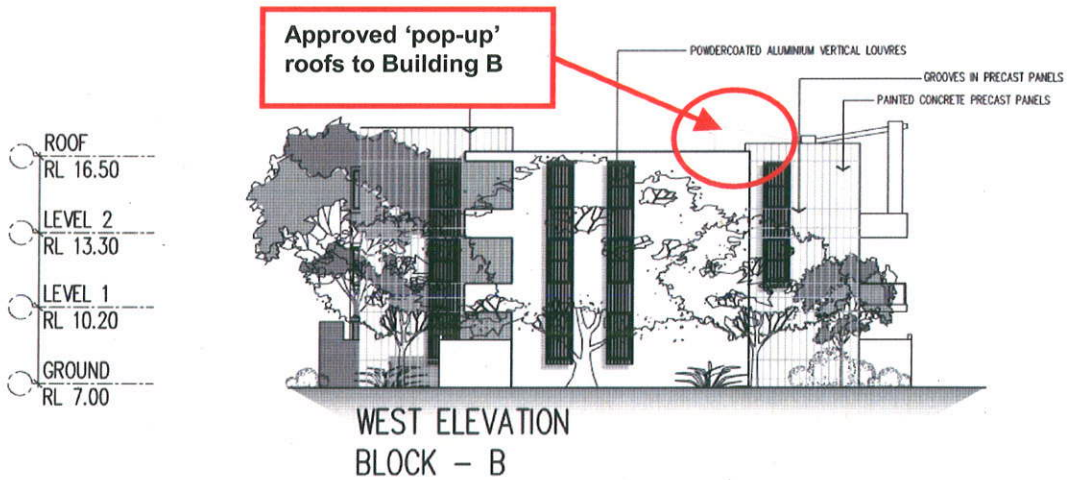 Approved ‘pop-up’
roofs to Building B
POWDERCOATED ALUMINIUM VERTICAL LOUVRES
GROOVES IN PRECAST PANELS
PAINTED CONCRETE PRECAST PANELS
ROOF
RL 16.50
LEVEL 2
RL 13.30
LEVEL 1
RL 10.20
GROUND
RL 7.00
WEST ELEVATION
BLOCK – B